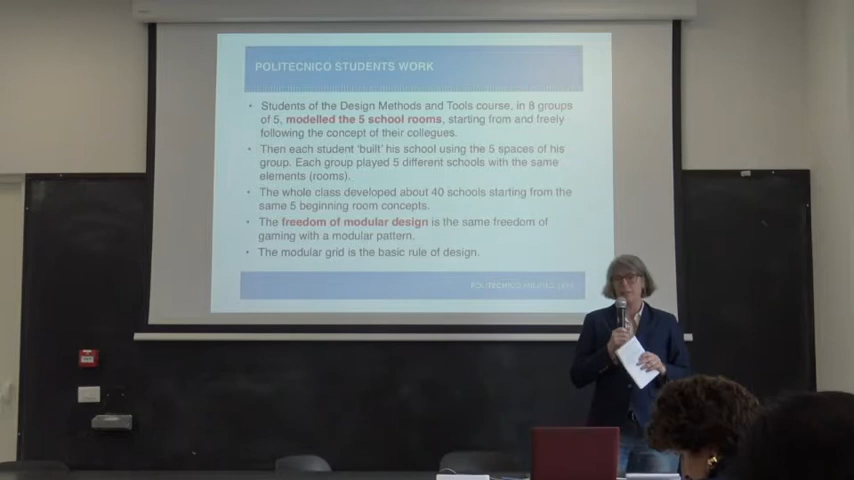 POLITECNICO STUDENTS WORK
• Students of the Design Methods and Tools course, in 8 groups
of 5, modelled the 5 school rooms, starting from and freely
following the concept of their collegues.
• Then each student 'built' his school using the 5 spaces of his
group. Each group played 5 different schools with the same
elements (rooms).
• The whole class developed about 40 schools starting from the
same 5 beginning room concepts.
• The freedom of modular design is the same freedom of
gaming with a modular pattern.
• The modular grid is the basic rule of design.
POLITECNICO MILANO